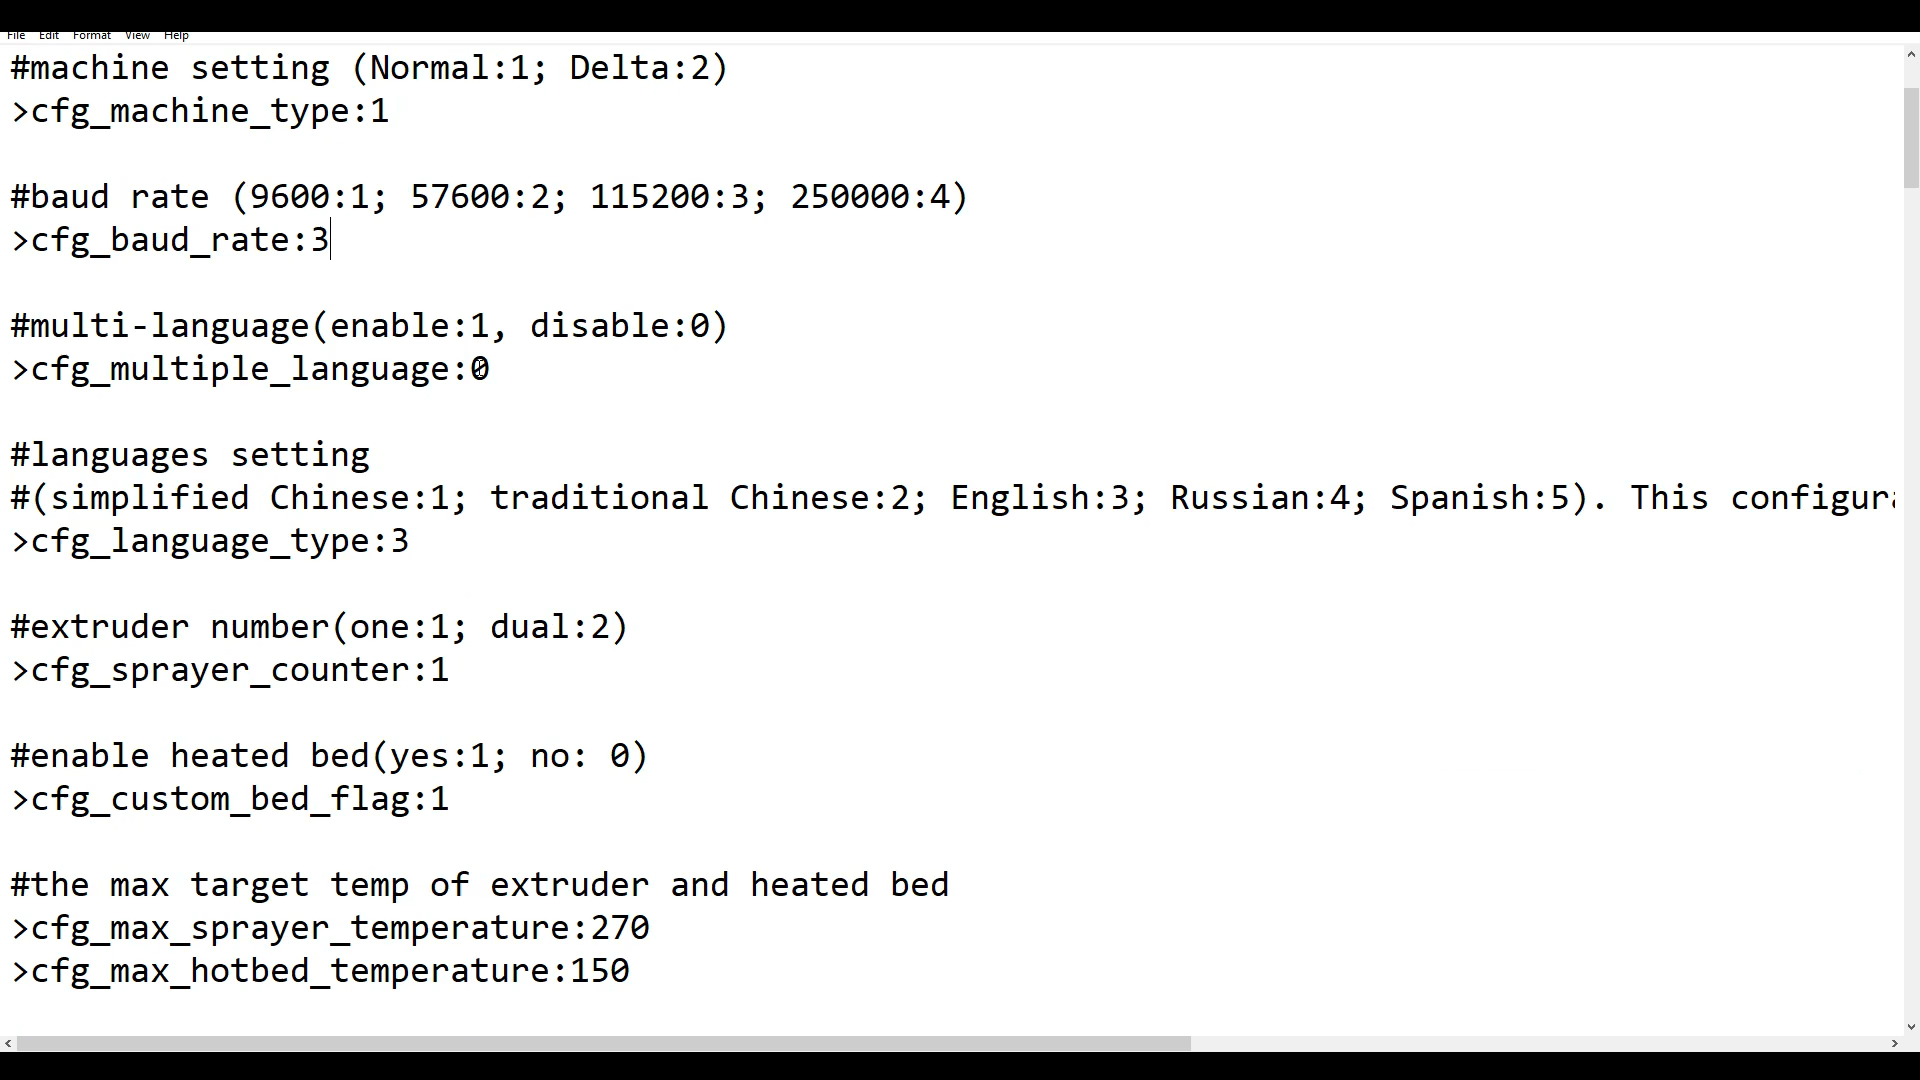 File Edit Format View Help
#machine setting (Normal:1; Delta:2)
>cfg_machine_type:1
#baud rate (9600:1; 57600:2; 115200:3; 250000:4)
>cfg_baud_rate:3
#multi-language(enable:1, disable:0)
>cfg_multiple_language:0
#languages setting
#(simplified Chinese:1; traditional Chinese:2; English:3; Russian:4; Spanish:5). This configur
>cfg_language_type:3
#extruder number(one:1; dual:2)
>cfg_sprayer_counter:1
#enable heated bed(yes:1; no: 0)
>cfg_custom_bed_flag:1
#the max target temp of extruder and heated bed
>cfg_max_sprayer_temperature:270
>cfg_max_hotbed_temperature:150